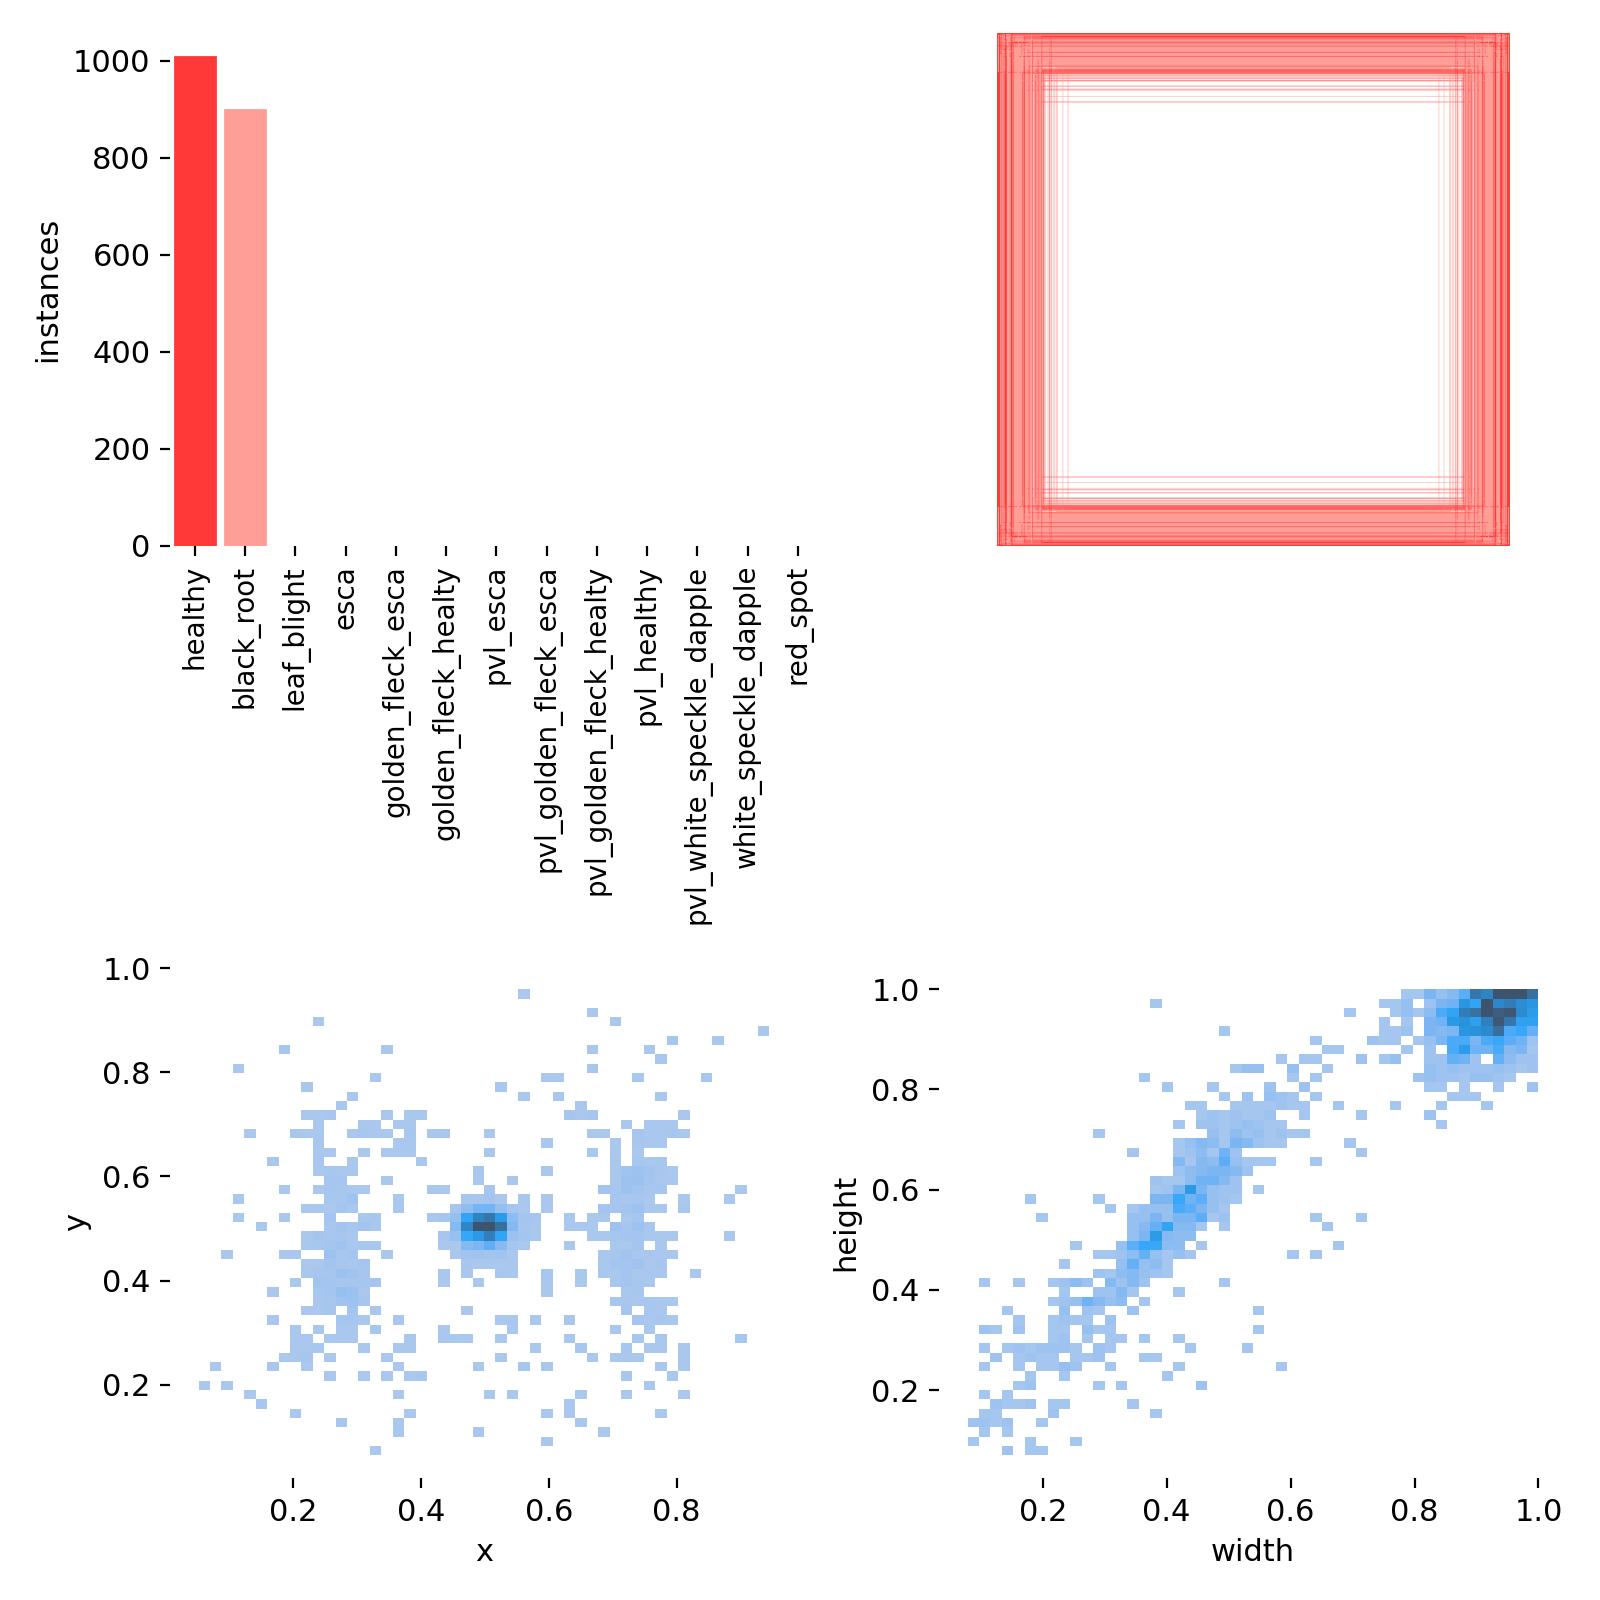 1000
800
600
400
200
0
instances
healthy
black_root
leaf_blight
esca
golden_fleck_esca
golden_fleck_healty
pvl_esca
pvl_golden_fleck_esca
pvl_golden_fleck_healty
pvl_healthy
pvl_white_speckle_dapple
white_speckle_dapple
red_spot
1.0
0.8
0.6
0.4
0.2
y
0.2 0.4 0.6 0.8
x
1.0
0.8
0.6
0.4
0.2
height
0.2 0.4 0.6 0.8 1.0
width